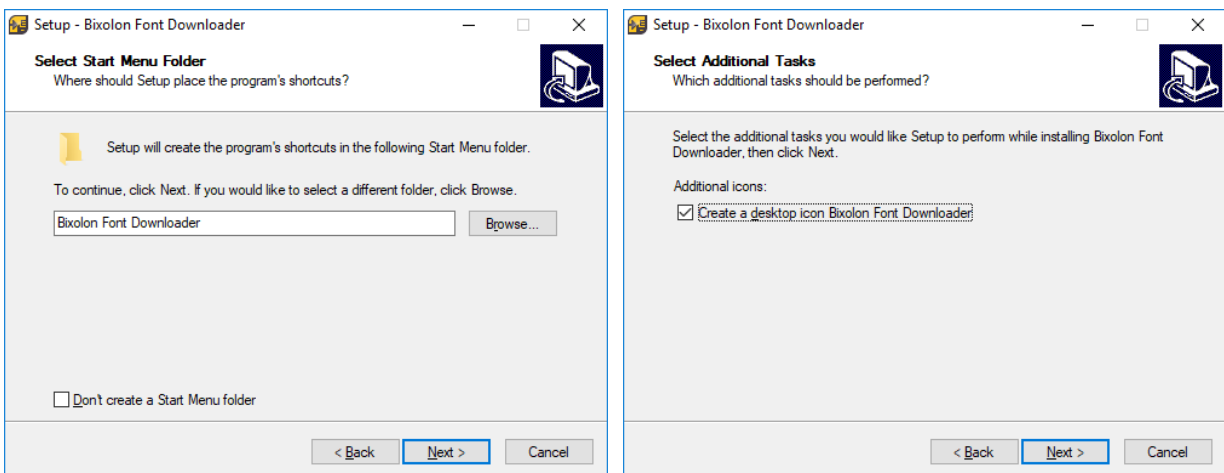 Setup - Bixolon Font Downloader
Select Start Menu Folder
Where should Setup place the program's shortcuts?
Setup will create the program's shortcuts in the following Start Menu folder.
To continue, click Next. If you would like to select a different folder, click Browse.
Bixolon Font Downloader
Browse...
Don't create a Start Menu folder
< Back
Next >
Cancel
Setup - Bixolon Font Downloader
Select Additional Tasks
Which additional tasks should be performed?
Select the additional tasks you would like Setup to perform while installing Bixolon Font
Downloader, then click Next.
Additional icons:
Create a desktop icon Bixolon Font Downloader
< Back
Next >
Cancel